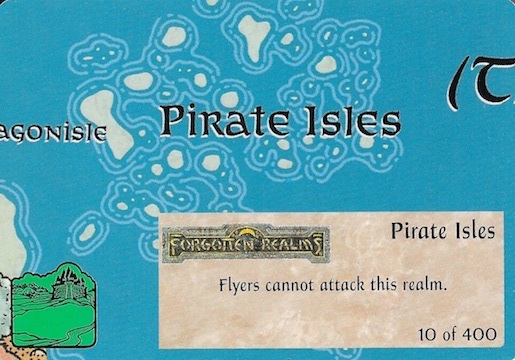 (T
Pirate Isles
agonisle
FORGOTTEN REALMS
Pirate Isles
Flyers cannot attack this realm.
10 of 400